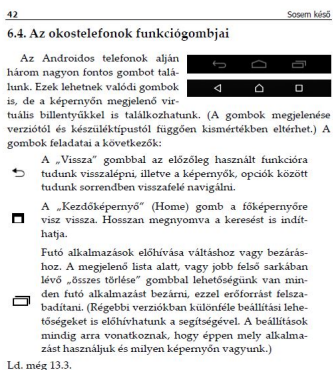 42
Sosem késő
6.4. Az okostelefonok funkciógombjai
Az Androidos telefonok alján
három nagyon fontos gombot talá-
lunk. Ezek lehetnek valódi gombok
is, de a képernyőn megjelenő vir-
tuális billentyűkkel is találkozhatunk. (A gombok megjelenése
verziótól és készüléktípustól függően kismértékben eltérhet.) A
gombok feladatai a következők:
A „Vissza” gombbal az előzőleg használt funkcióra
tudunk visszalépni, illetve a képernyők, opciók között
tudunk sorrendben visszafelé navigálni.
A „Kezdőképernyő” (Home) gomb a főképernyőre
visz vissza. Hosszan megnyomva a keresést is indít-
hatja.
Futó alkalmazások előhívása váltáshoz vagy bezárás-
hoz. A megjelenő lista alatt, vagy jobb felső sarkában
lévő „összes törlése” gombbal lehetőségünk van min-
den futó alkalmazást bezárni, ezzel erőforrást felsza-
badítani. (Régebbi verziókban különféle beállítási lehe-
tőségeket is előhívhatunk a segítségével. A beállítások
mindig arra vonatkoznak, hogy éppen mely alkalma-
zást használjuk és milyen képernyőn vagyunk.)
Ld. még 13.3.